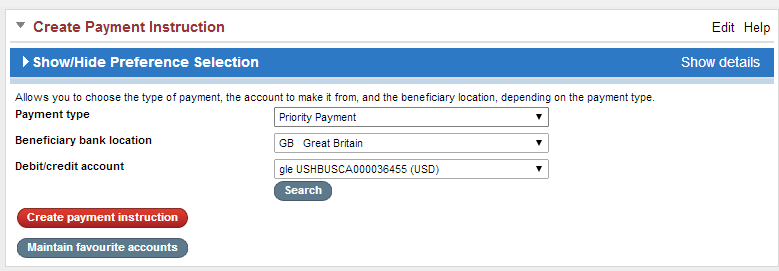 Create Payment Instruction Edit Help
Show/Hide Preference Selection Show details
Allows you to choose the type of payment, the account to make it from, and the beneficiary location, depending on the payment type.
Payment type Priority Payment
Beneficiary bank location GB Great Britain
Debit/credit account gle USHBUSCA000036455 (USD)
Search
Create payment instruction
Maintain favourite accounts